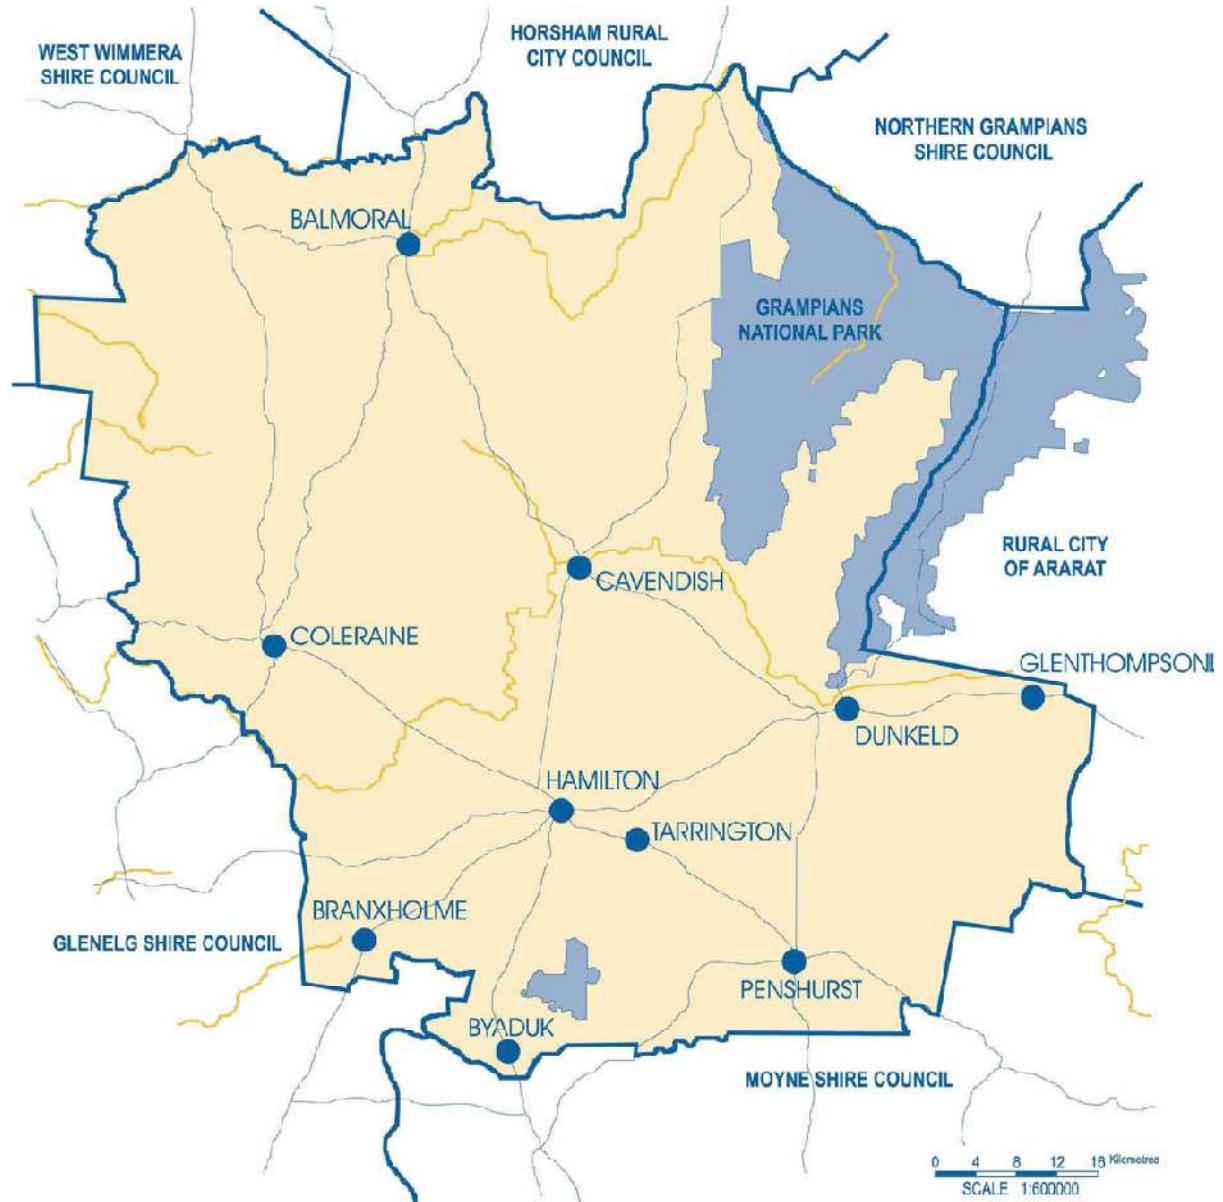 WEST WIMMERA
SHIRE COUNCIL
HORSHAM RURAL
CITY COUNCIL
NORTHERN GRAMPIANS
SHIRE COUNCIL
BALMORAL
GRAMPIANS
NATIONAL PARK
RURAL CITY
OF ARARAT
CAVENDISH
COLERAINE
GLENTHOMPSON
DUNKELD
HAMILTON
TARRINGTON
BRANXHOLME
GLENELG SHIRE COUNCIL
PENSHURST
BYADUK
MOYNE SHIRE COUNCIL
0 4 8 12 16 Kilometres
SCALE 1:600000